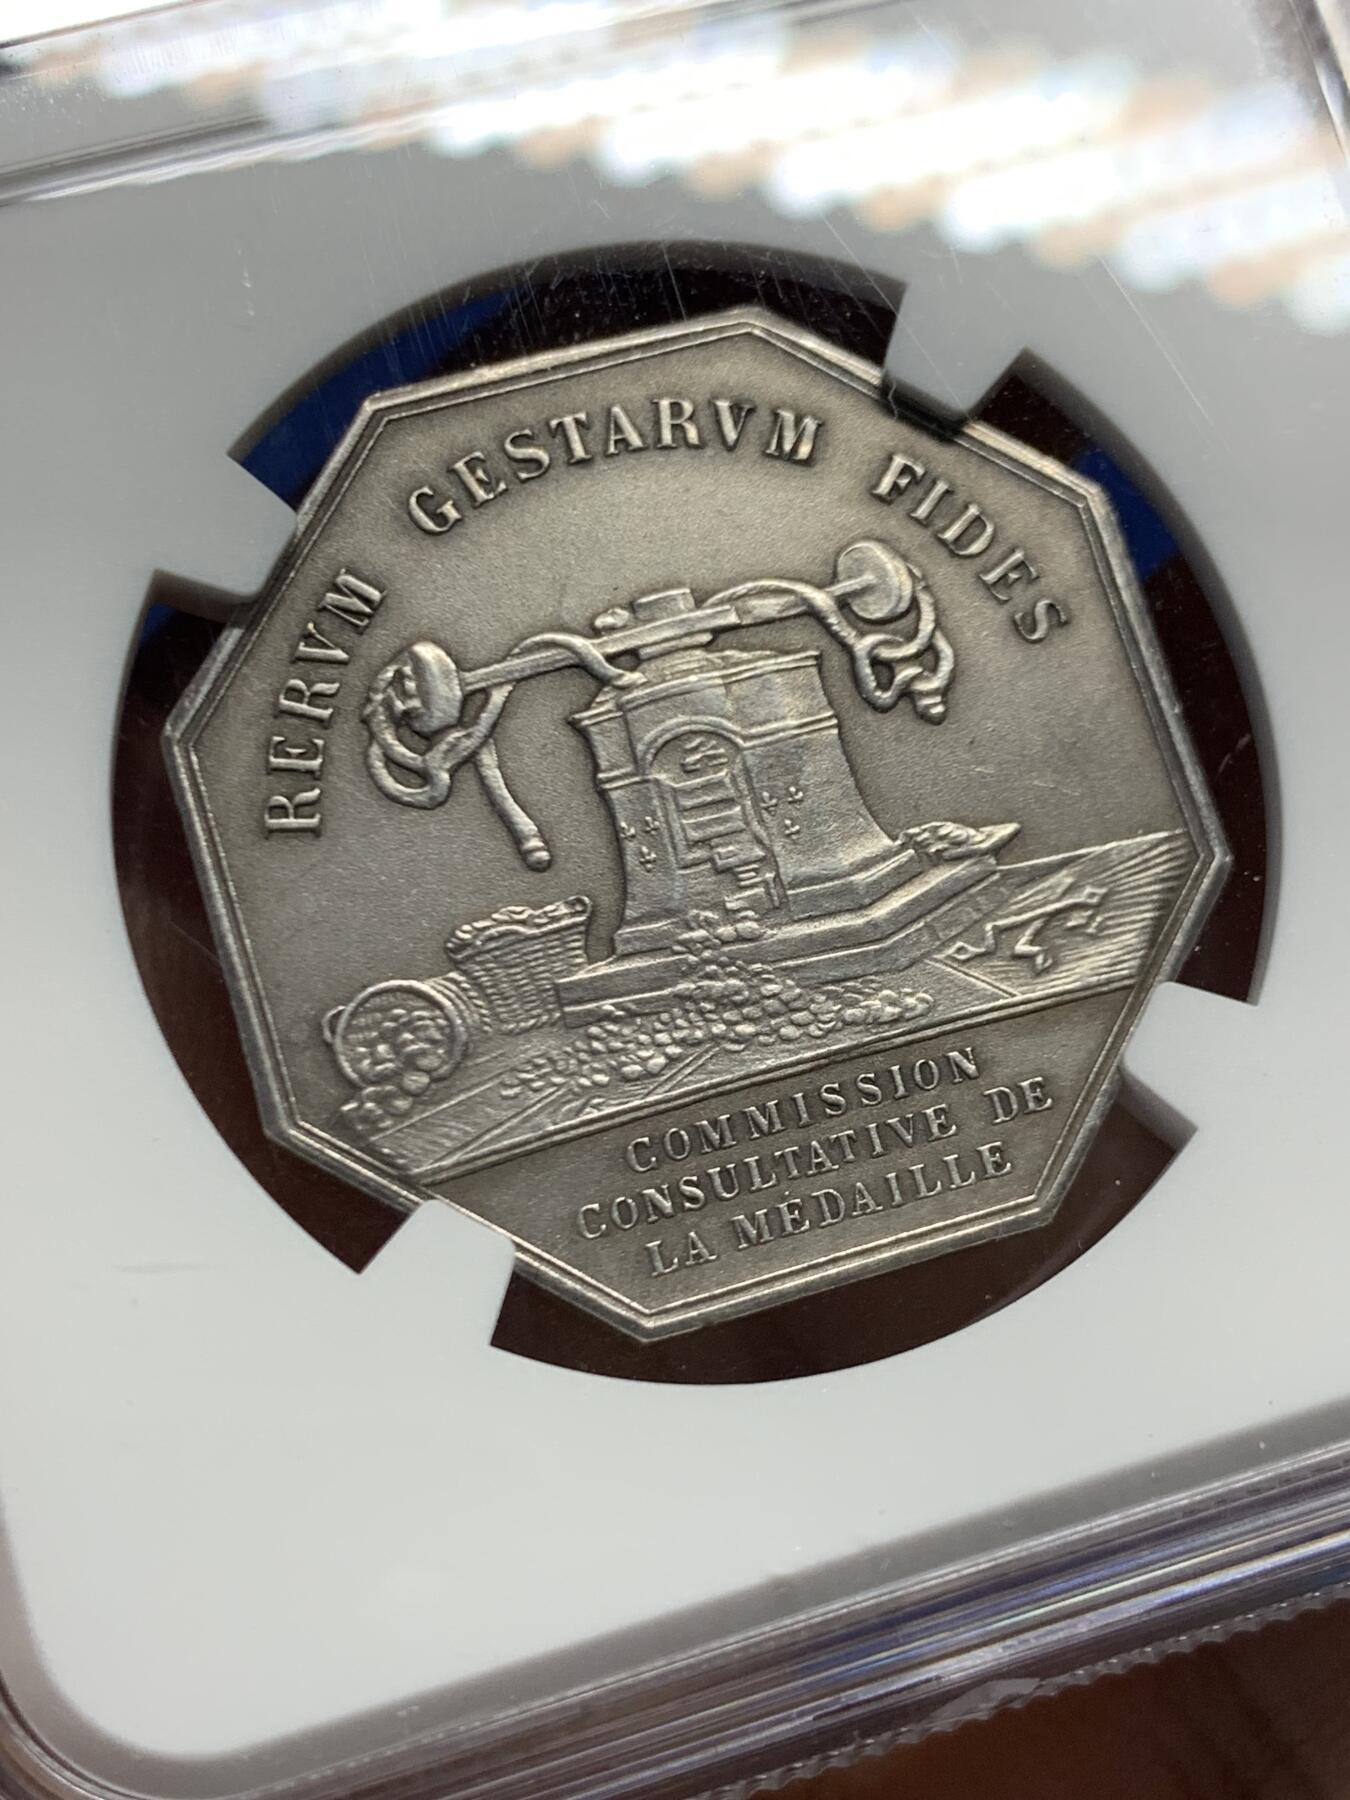 RERVM GESTARVM FIDES
COMMISSION
CONSULTATIVE DE
LA MÉDAILLE